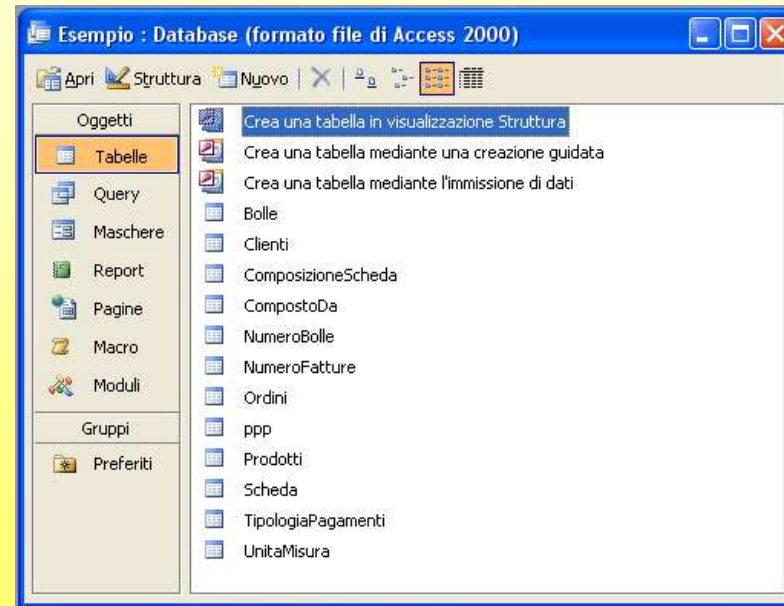 Esempio : Database (formato file di Access 2000)
Apri Struttura Nuovo
Oggetti
Tabelle
Query
Maschere
Report
Pagine
Macro
Moduli
Gruppi
Preferiti
Crea una tabella in visualizzazione Struttura
Crea una tabella mediante una creazione guidata
Crea una tabella mediante l'immissione di dati
Bolle
Clienti
ComposizioneScheda
CompostoDa
NumeroBolle
NumeroFatture
Ordini
ppp
Prodotti
Scheda
TipologiaPagamenti
UnitaMisura